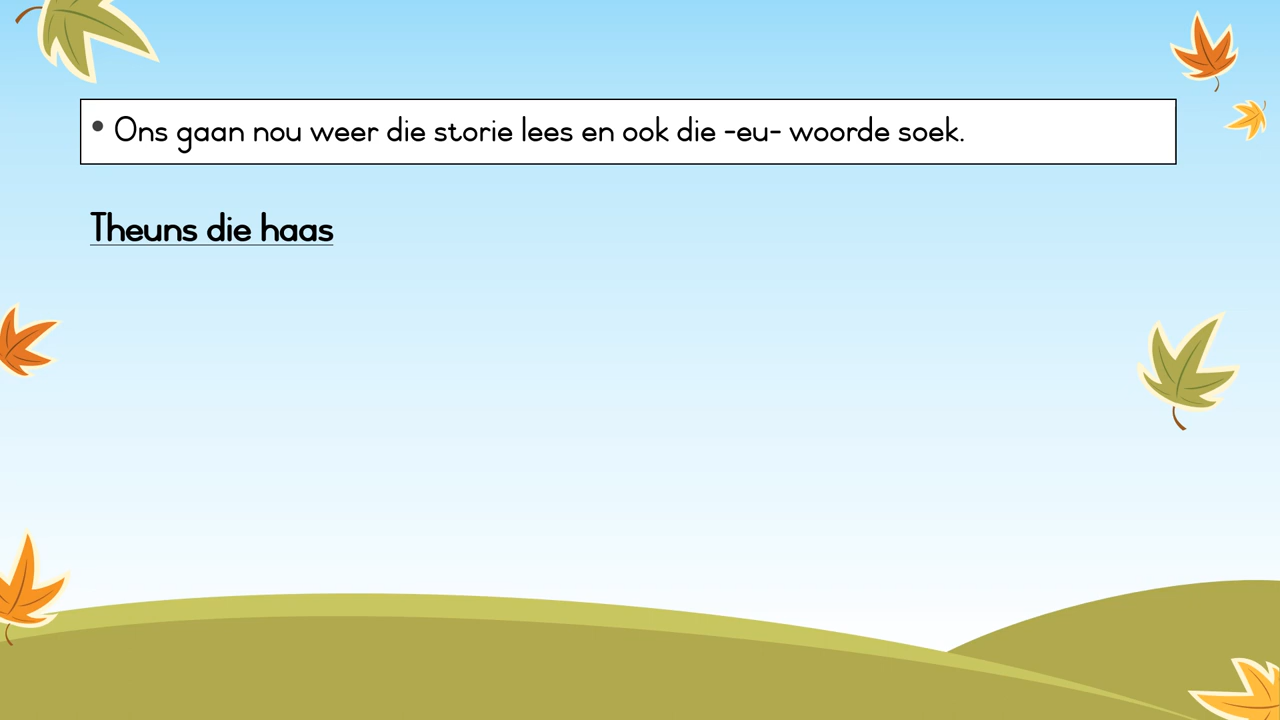 • Ons gaan nou weer die storie lees en ook die -eu- woorde soek.
Theuns die haas